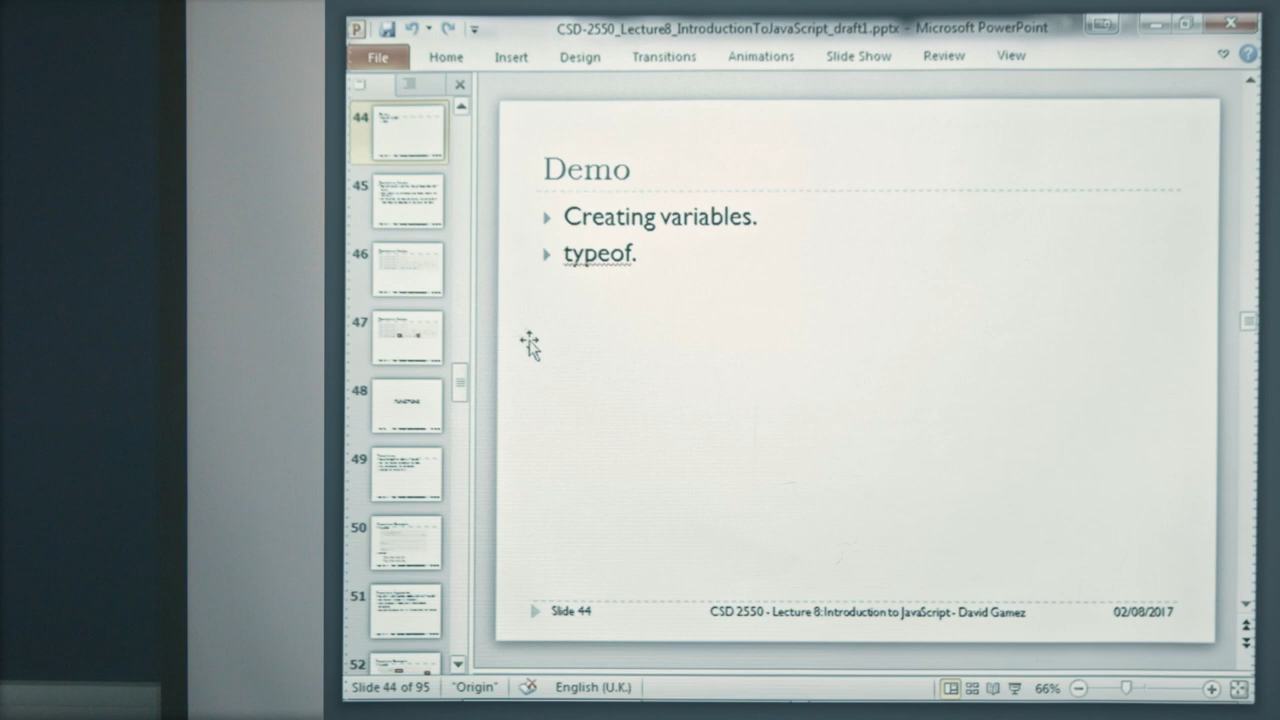 CSD-2550_Lecture8_IntroductionToJavaScript_draft1.pptx - Microsoft PowerPoint
File Home Insert Design Transitions Animations Slide Show Review View
44
45
46
47
48
FUNCTIONS
49
50
51
52
Demo
Creating variables.
typeof.
Slide 44 CSD 2550 - Lecture 8: Introduction to JavaScript - David Gamez 02/08/2017
Slide 44 of 95 "Origin" English (U.K.) 66%